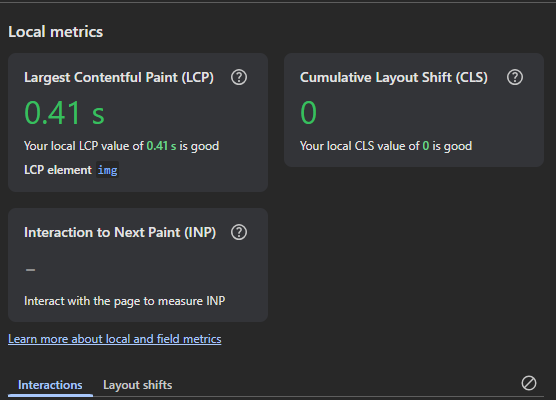 Local metrics
Largest Contentful Paint (LCP)
0.41 s
Your local LCP value of 0.41 s is good
LCP element img
Cumulative Layout Shift (CLS)
0
Your local CLS value of 0 is good
Interaction to Next Paint (INP)
-
Interact with the page to measure INP
Learn more about local and field metrics
Interactions Layout shifts